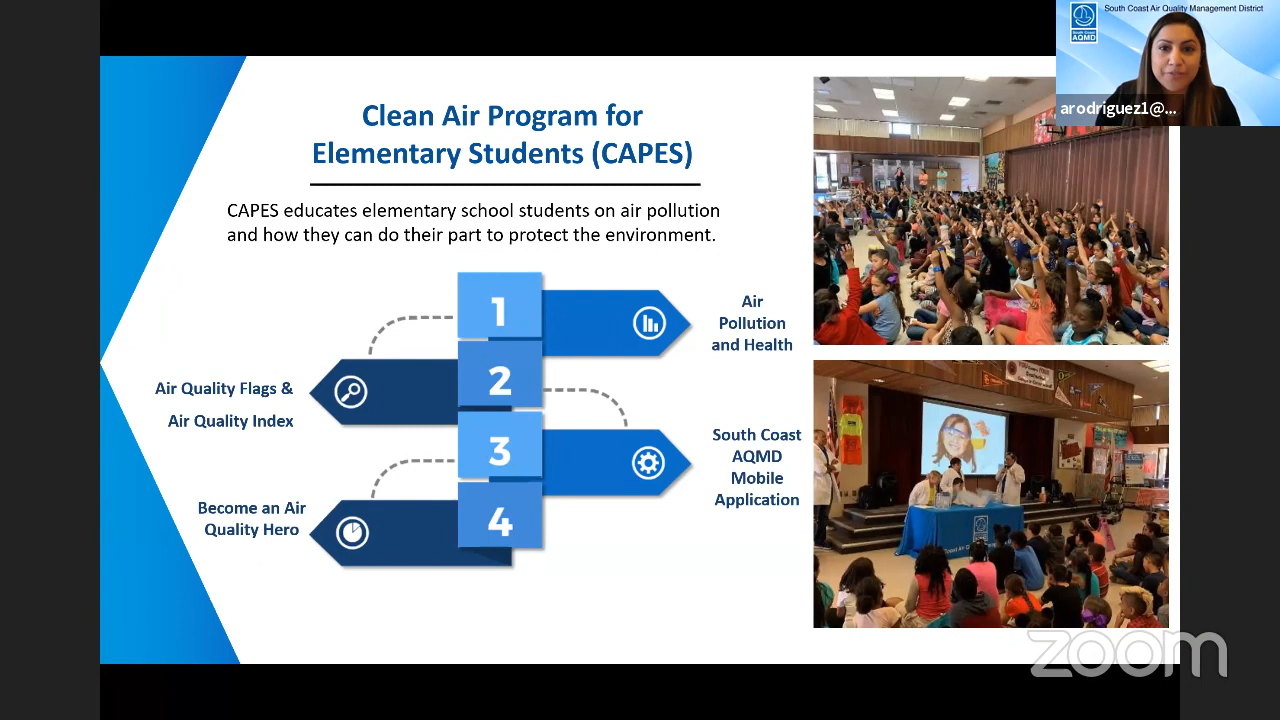 South Coast Air Quality Management District
South Coast
AQMD
arodriguez1@...
Clean Air Program for
Elementary Students (CAPES)
CAPES educates elementary school students on air pollution
and how they can do their part to protect the environment.
1
Air
Pollution
and Health
2
Air Quality Flags &
Air Quality Index
3
South Coast
AQMD
Mobile
Application
4
Become an Air
Quality Hero
zoom